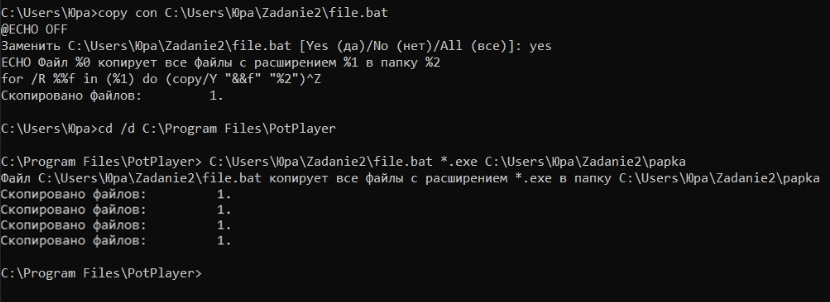 C:\Users\Юра>copy con C:\Users\Юра\Zadanie2\file.bat
@ECHO OFF
Заменить C:\Users\Юра\Zadanie2\file.bat [Yes (да)/No (нет)/All (все)]: yes
ECHO Файл %0 копирует все файлы с расширением %1 в папку %2
for /R %%f in (%1) do (copy/Y "&&f" "%2")^Z
Скопировано файлов:         1.
C:\Users\Юра>cd /d C:\Program Files\PotPlayer
C:\Program Files\PotPlayer> C:\Users\Юра\Zadanie2\file.bat *.exe C:\Users\Юра\Zadanie2\papka
Файл C:\Users\Юра\Zadanie2\file.bat копирует все файлы с расширением *.exe в папку C:\Users\Юра\Zadanie2\papka
Скопировано файлов:         1.
Скопировано файлов:         1.
Скопировано файлов:         1.
Скопировано файлов:         1.
C:\Program Files\PotPlayer>